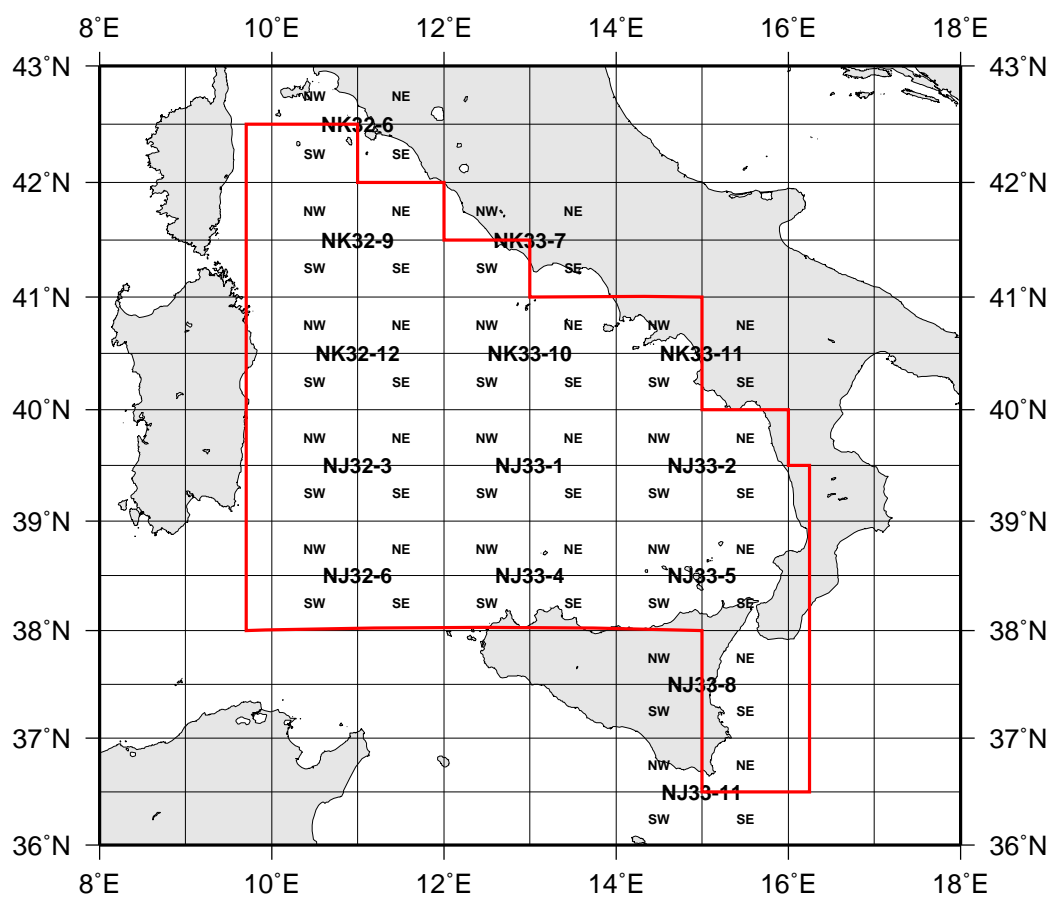 8°E 10°E 12°E 14°E 16°E 18°E
43°N 43°N
NW NE
NK32-6
SW SE
42°N 42°N
NW NE NW NE
NK32-9 NK33-7
SW SE SW SE
41°N 41°N
NW NE NW NE NW NE
NK32-12 NK33-10 NK33-11
SW SE SW SE SW SE
40°N 40°N
NW NE NW NE NW NE
NJ32-3 NJ33-1 NJ33-2
SW SE SW SE SW SE
39°N 39°N
NW NE NW NE NW NE
NJ32-6 NJ33-4 NJ33-5
SW SE SW SE SW SE
38°N 38°N
NW NE
NJ33-8
SW SE
37°N 37°N
NW NE
NJ33-11
SW SE
36°N 36°N
8°E 10°E 12°E 14°E 16°E 18°E